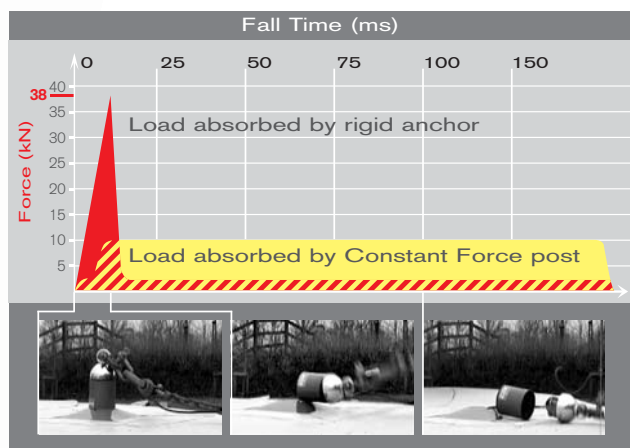 Fall Time (ms)
0 25 50 75 100 150
40
38
35
30
25
20
15
10
5
Force (kN)
Load absorbed by rigid anchor
Load absorbed by Constant Force post